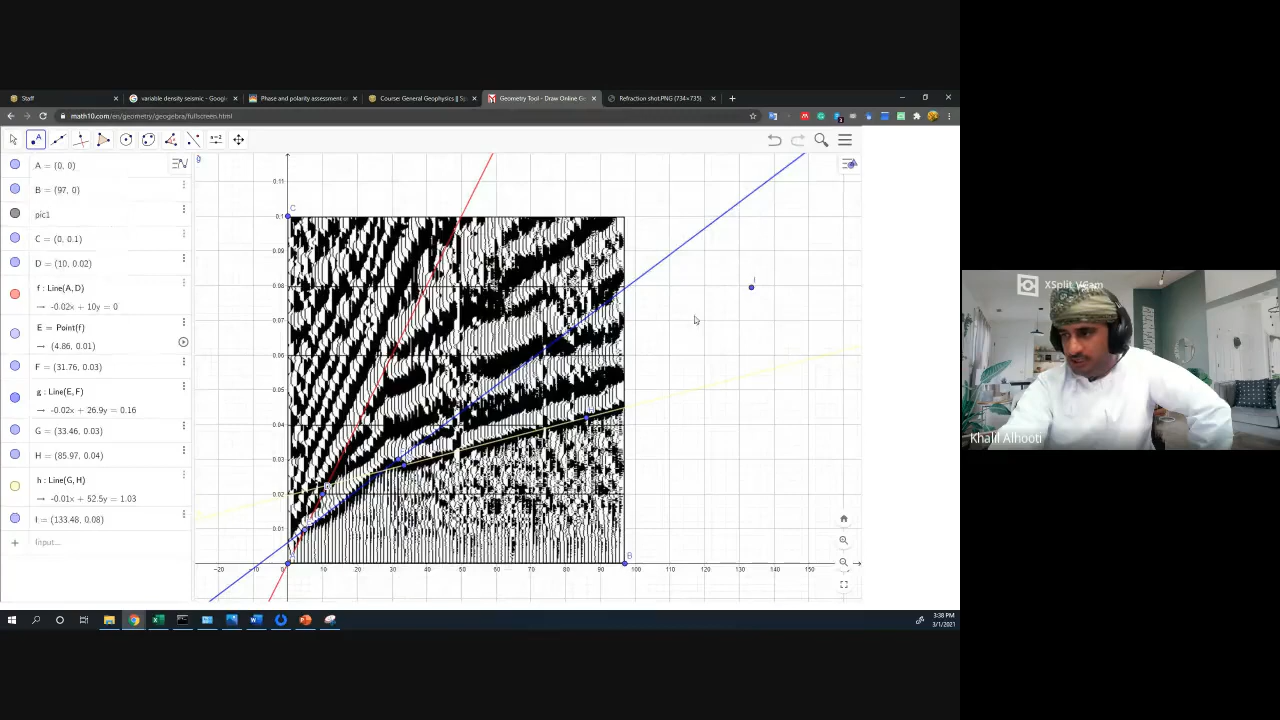 Staff
variable density seismic - Googl
Phase and polarity assessment o
Course: General Geophysics || S
Geometry Tool - Draw Online Ge
Refraction shot.PNG (734×735)
math10.com/en/geometry/geogebra/fullscreen.html
A = (0, 0)
B = (97, 0)
pic1
C = (0, 0.1)
D = (10, 0.02)
f : Line(A, D)
→ -0.02x + 10y = 0
E = Point(f)
→ (4.86, 0.01)
F = (31.76, 0.03)
g : Line(E, F)
→ -0.02x + 26.9y = 0.16
G = (33.46, 0.03)
H = (85.97, 0.04)
h : Line(G, H)
→ -0.01x + 52.5y = 1.03
I = (133.48, 0.08)
Input...
0.11
C
0.1
0.09
0.08
0.07
0.06
0.05
0.04
0.03
0.02
0.01
I
B
-20
-10
0
10
20
30
40
50
60
70
80
90
100
110
120
130
140
150
3:38 PM
3/1/2021
XSplit VCam
Khalil Alhooti